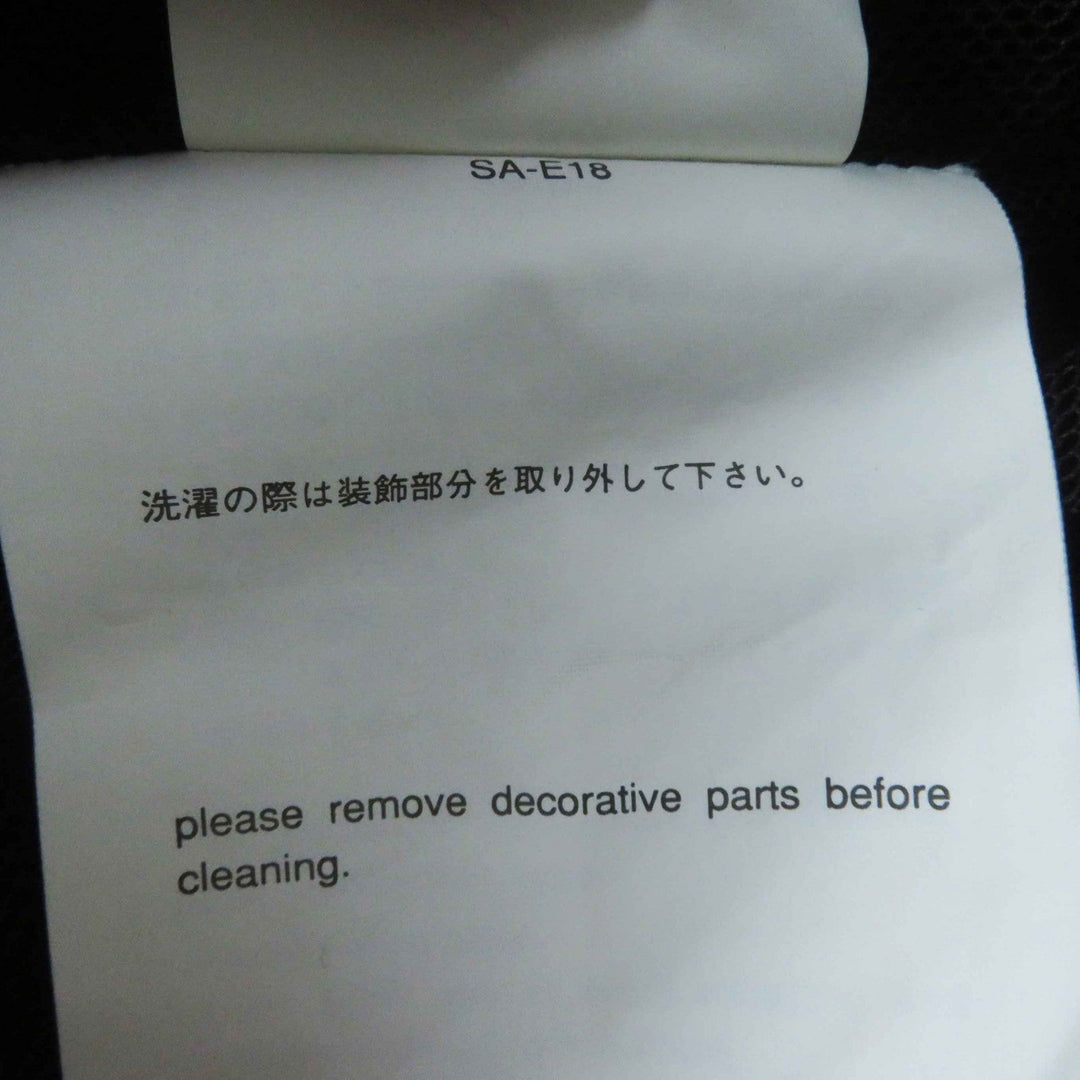 SA-E18
洗濯の際は装飾部分を取り外して下さい。
please remove decorative parts before
cleaning.